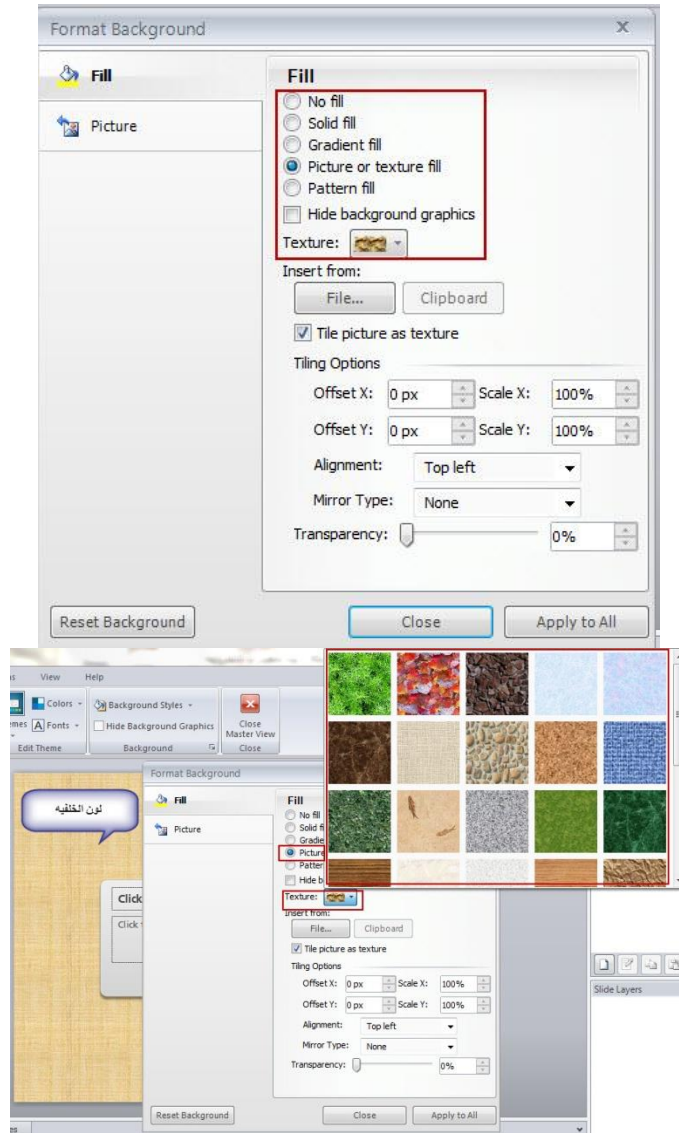 Format Background
Fill
Picture
Fill
No fill
Solid fill
Gradient fill
Picture or texture fill
Pattern fill
Hide background graphics
Texture:
Insert from:
File...
Clipboard
Tile picture as texture
Tiling Options
Offset X: 0 px Scale X: 100%
Offset Y: 0 px Scale Y: 100%
Alignment: Top left
Mirror Type: None
Transparency: 0%
Reset Background Close Apply to All
View Help
Colors
Background Styles
Fonts
Hide Background Graphics
Close
Master View
Edit Theme Background Close
Format Background
لون الخلفيه
Fill
Picture
Fill
No fill
Solid
Picture
Texture:
Insert from:
File...
Clipboard
Tile picture as texture
Tiling Options
Offset X: 0 px Scale X: 100%
Offset Y: 0 px Scale Y: 100%
Alignment: Top left
Mirror Type: None
Transparency: 0%
Reset Background Close Apply to All
Click
Click
Slide Layers